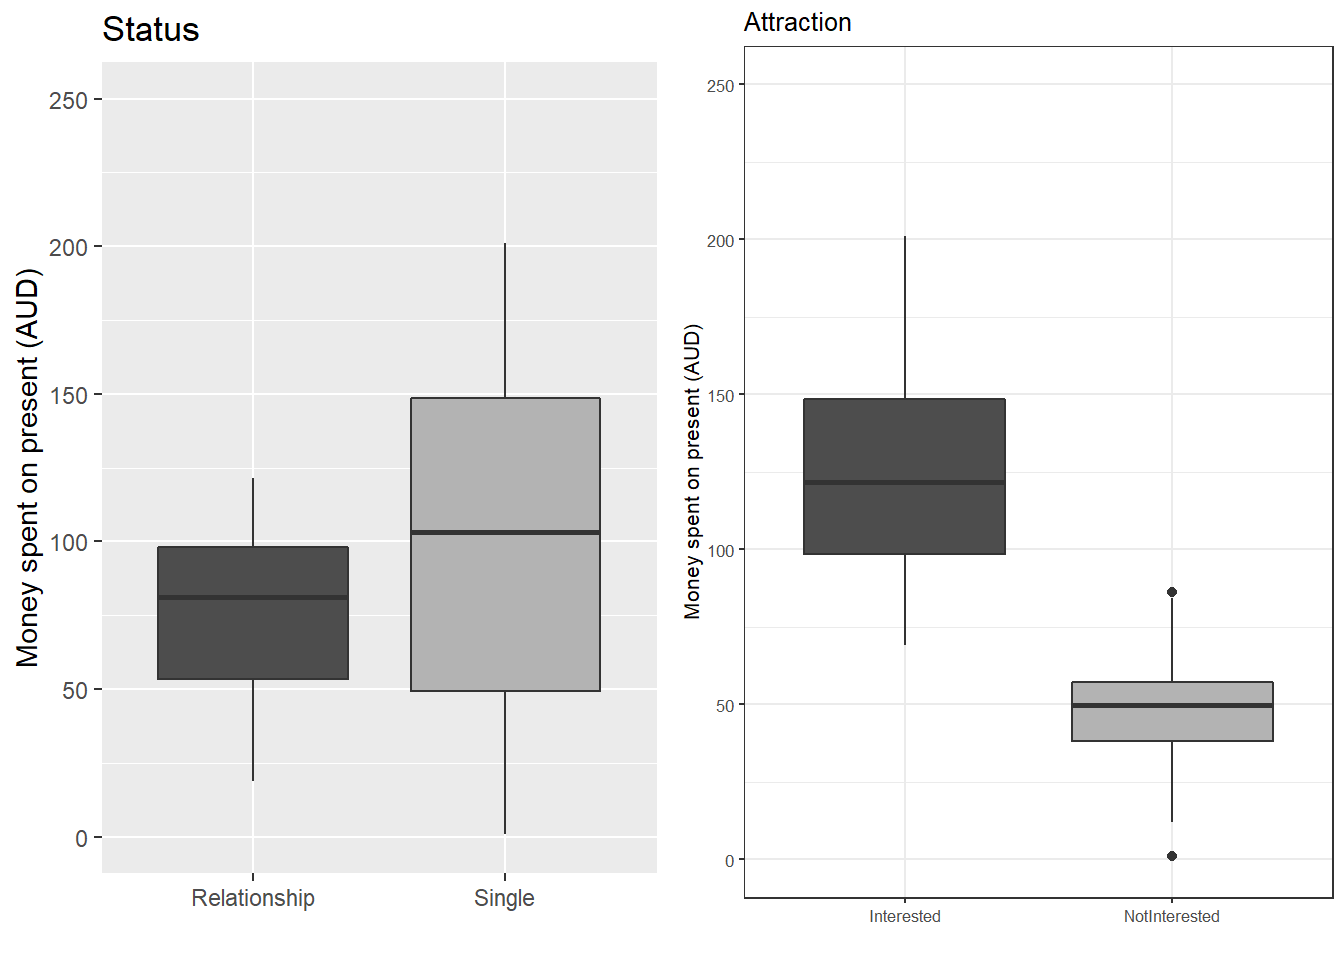 Status
Money spent on present (AUD)
250
200
150
100
50
0
Relationship
Single
Attraction
Money spent on present (AUD)
250
200
150
100
50
0
Interested
NotInterested